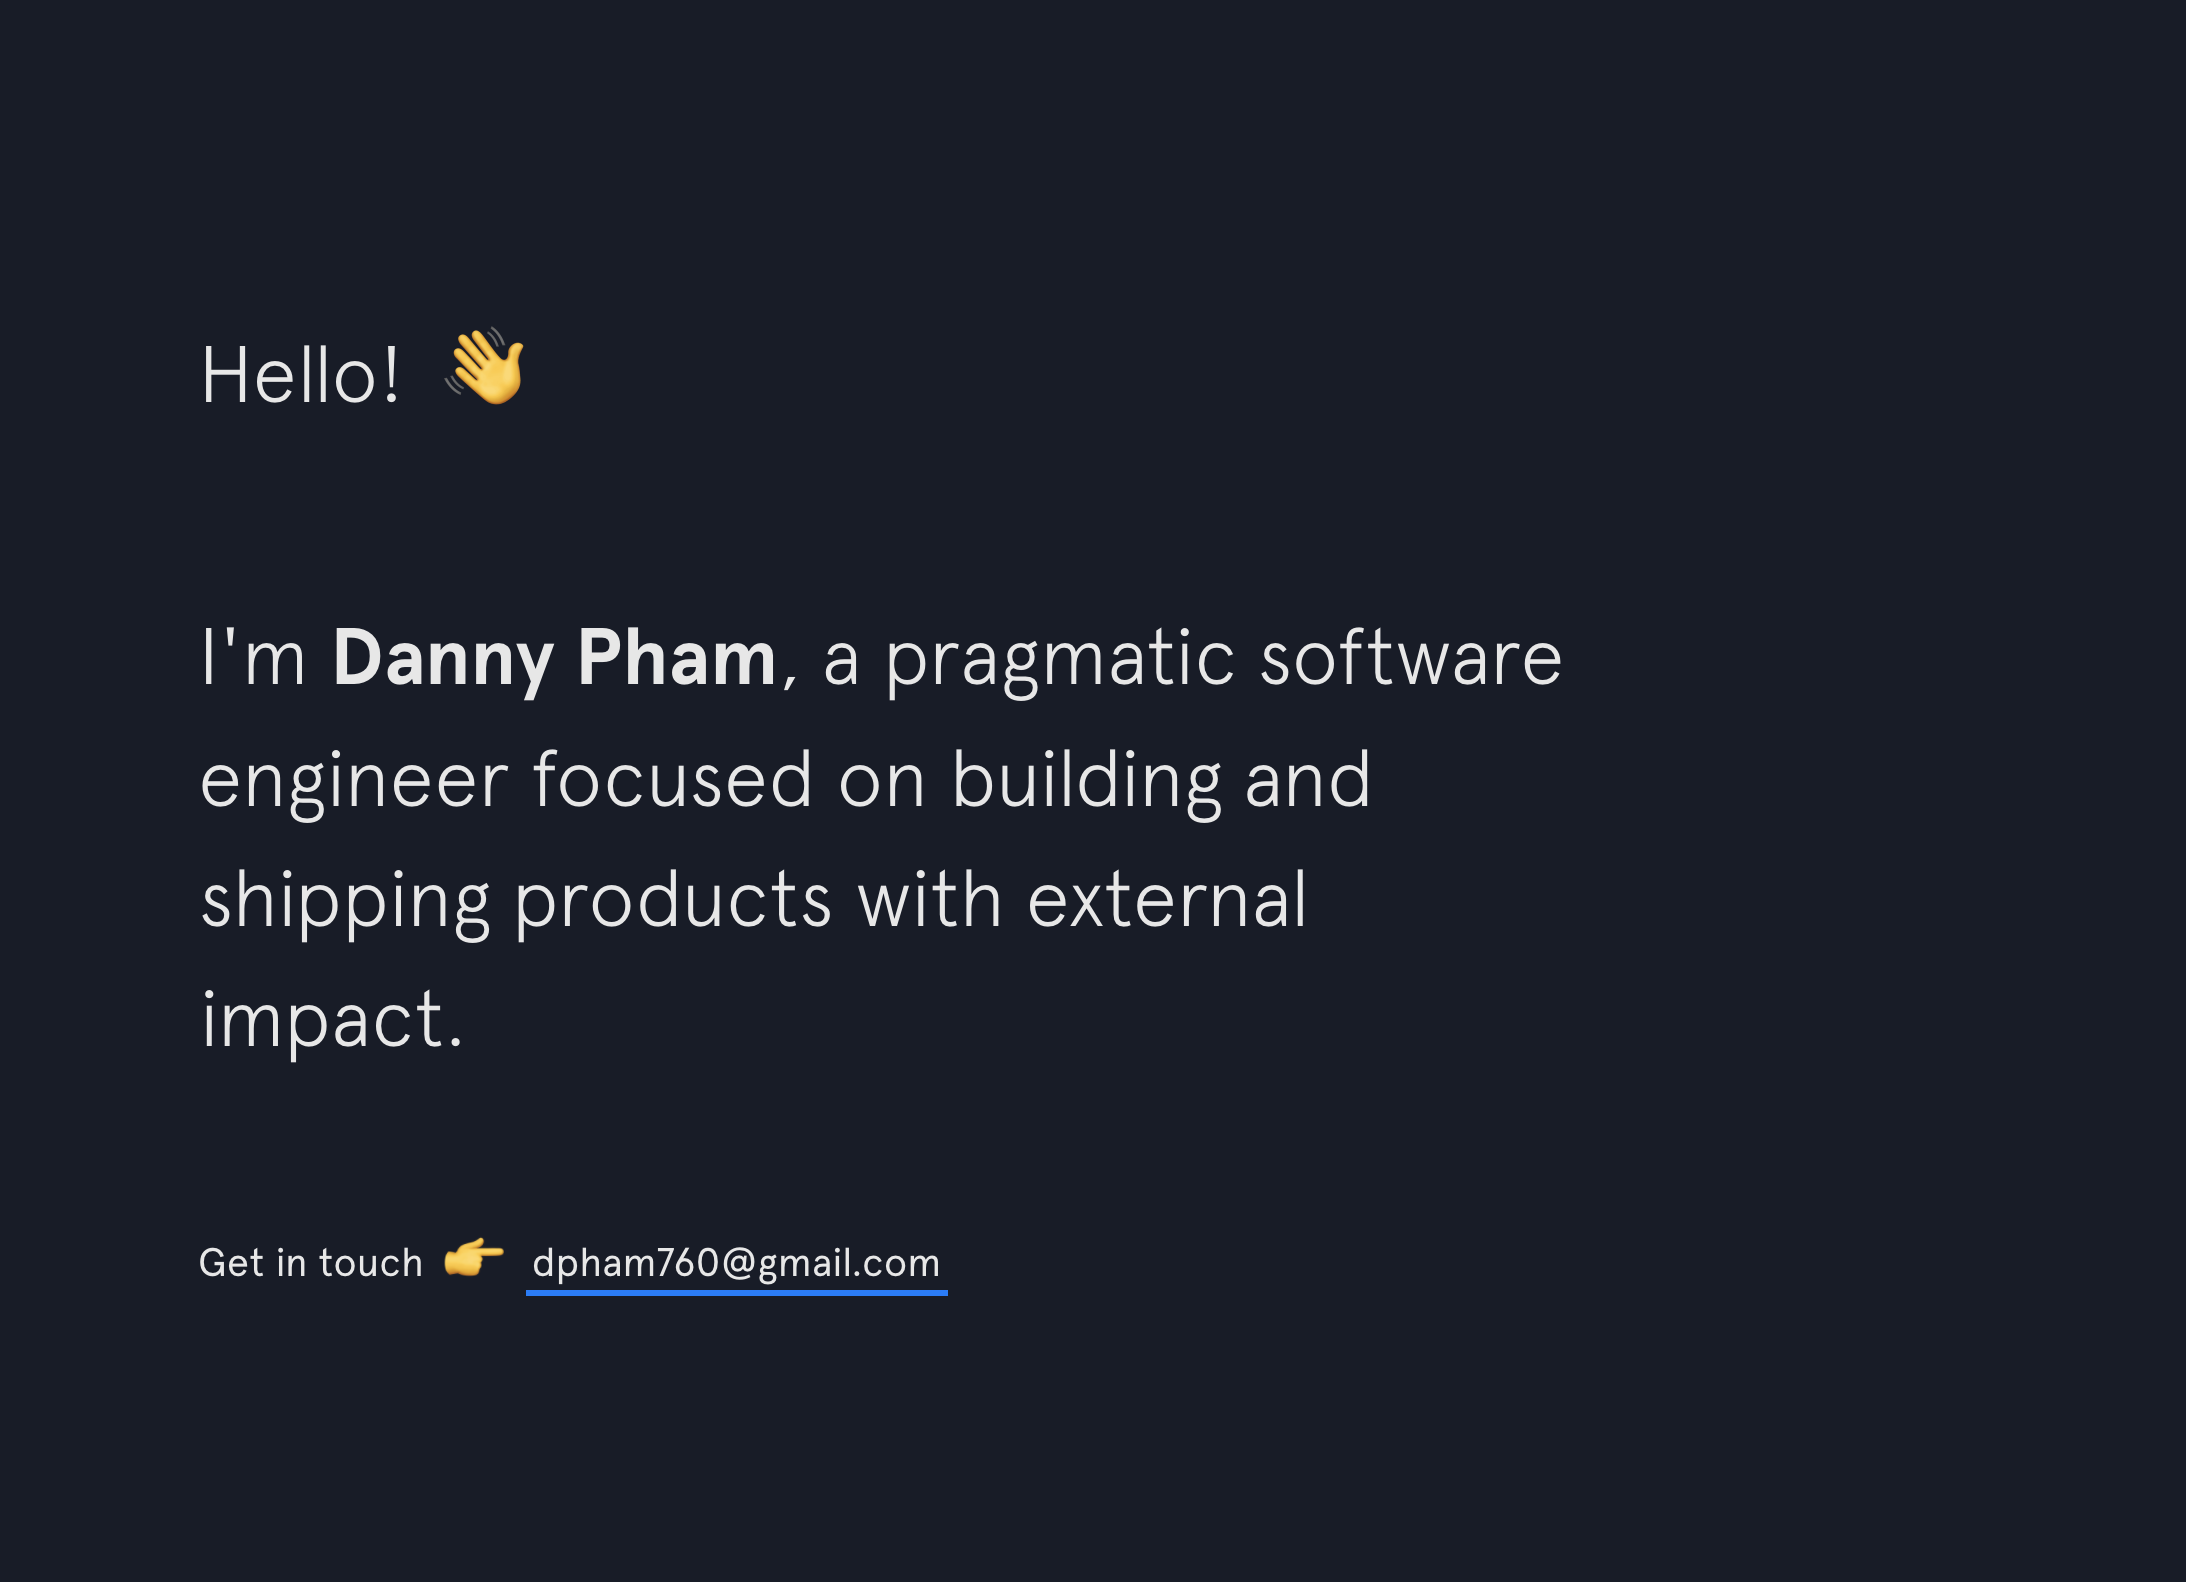 Hello! 👋
I'm Danny Pham, a pragmatic software
engineer focused on building and
shipping products with external
impact.
Get in touch 👉 dpham760@gmail.com